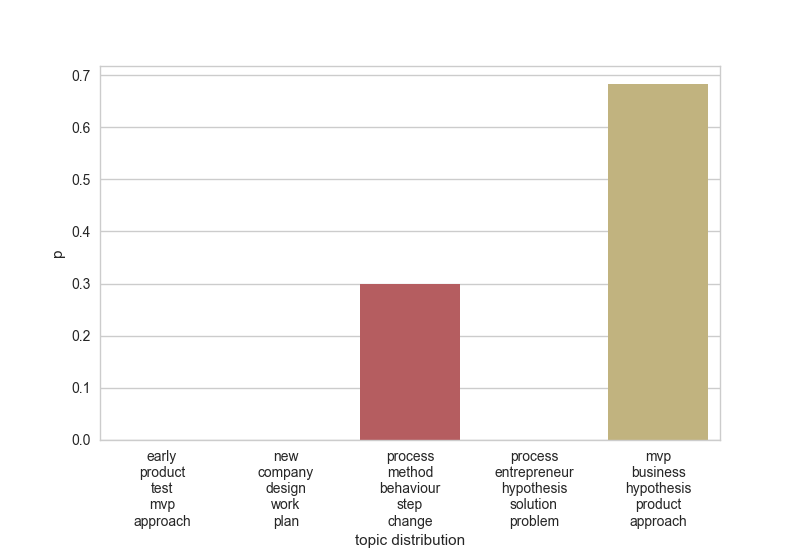 0.7
0.6
0.5
0.4
0.3
0.2
0.1
0.0
p
early
product
test
mvp
approach
new
company
design
work
plan
process
method
behaviour
step
change
process
entrepreneur
hypothesis
solution
problem
mvp
business
hypothesis
product
approach
topic distribution